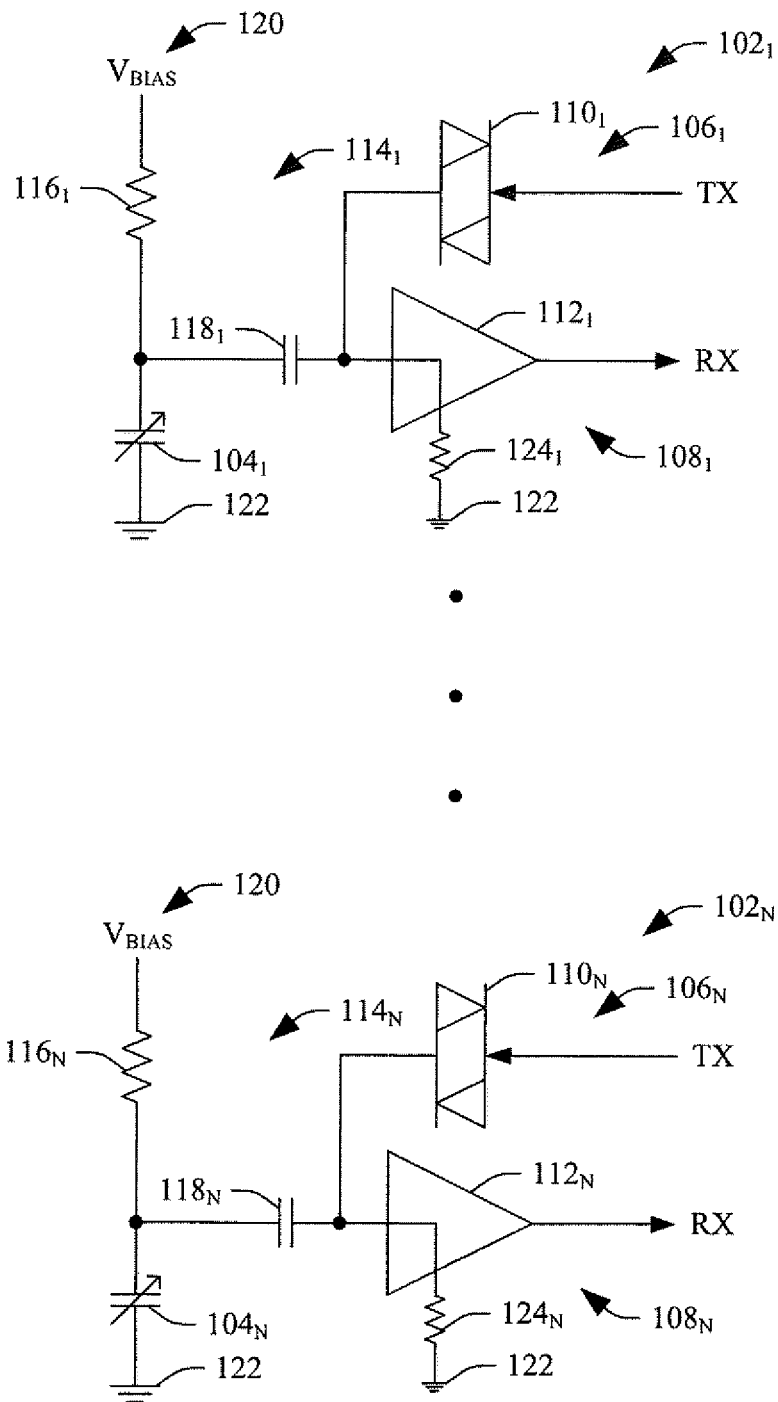 120
V_BIAS
102₁
110₁
106₁
114₁
116₁
TX
118₁
112₁
RX
104₁
124₁
108₁
122
122
120
V_BIAS
102_N
110_N
106_N
114_N
116_N
TX
118_N
112_N
RX
104_N
124_N
108_N
122
122